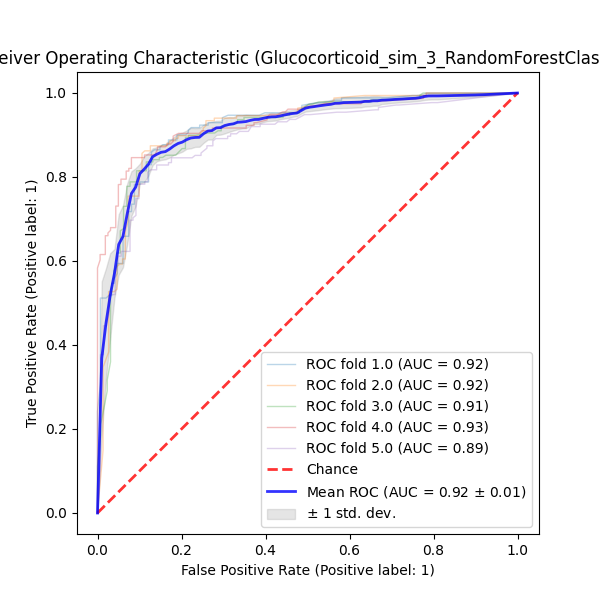 eiver Operating Characteristic (Glucocorticoid_sim_3_RandomForestClas
1.0
0.8
0.6
0.4
0.2
0.0
True Positive Rate (Positive label: 1)
ROC fold 1.0 (AUC = 0.92)
ROC fold 2.0 (AUC = 0.92)
ROC fold 3.0 (AUC = 0.91)
ROC fold 4.0 (AUC = 0.93)
ROC fold 5.0 (AUC = 0.89)
Chance
Mean ROC (AUC = 0.92 ± 0.01)
± 1 std. dev.
0.0 0.2 0.4 0.6 0.8 1.0
False Positive Rate (Positive label: 1)